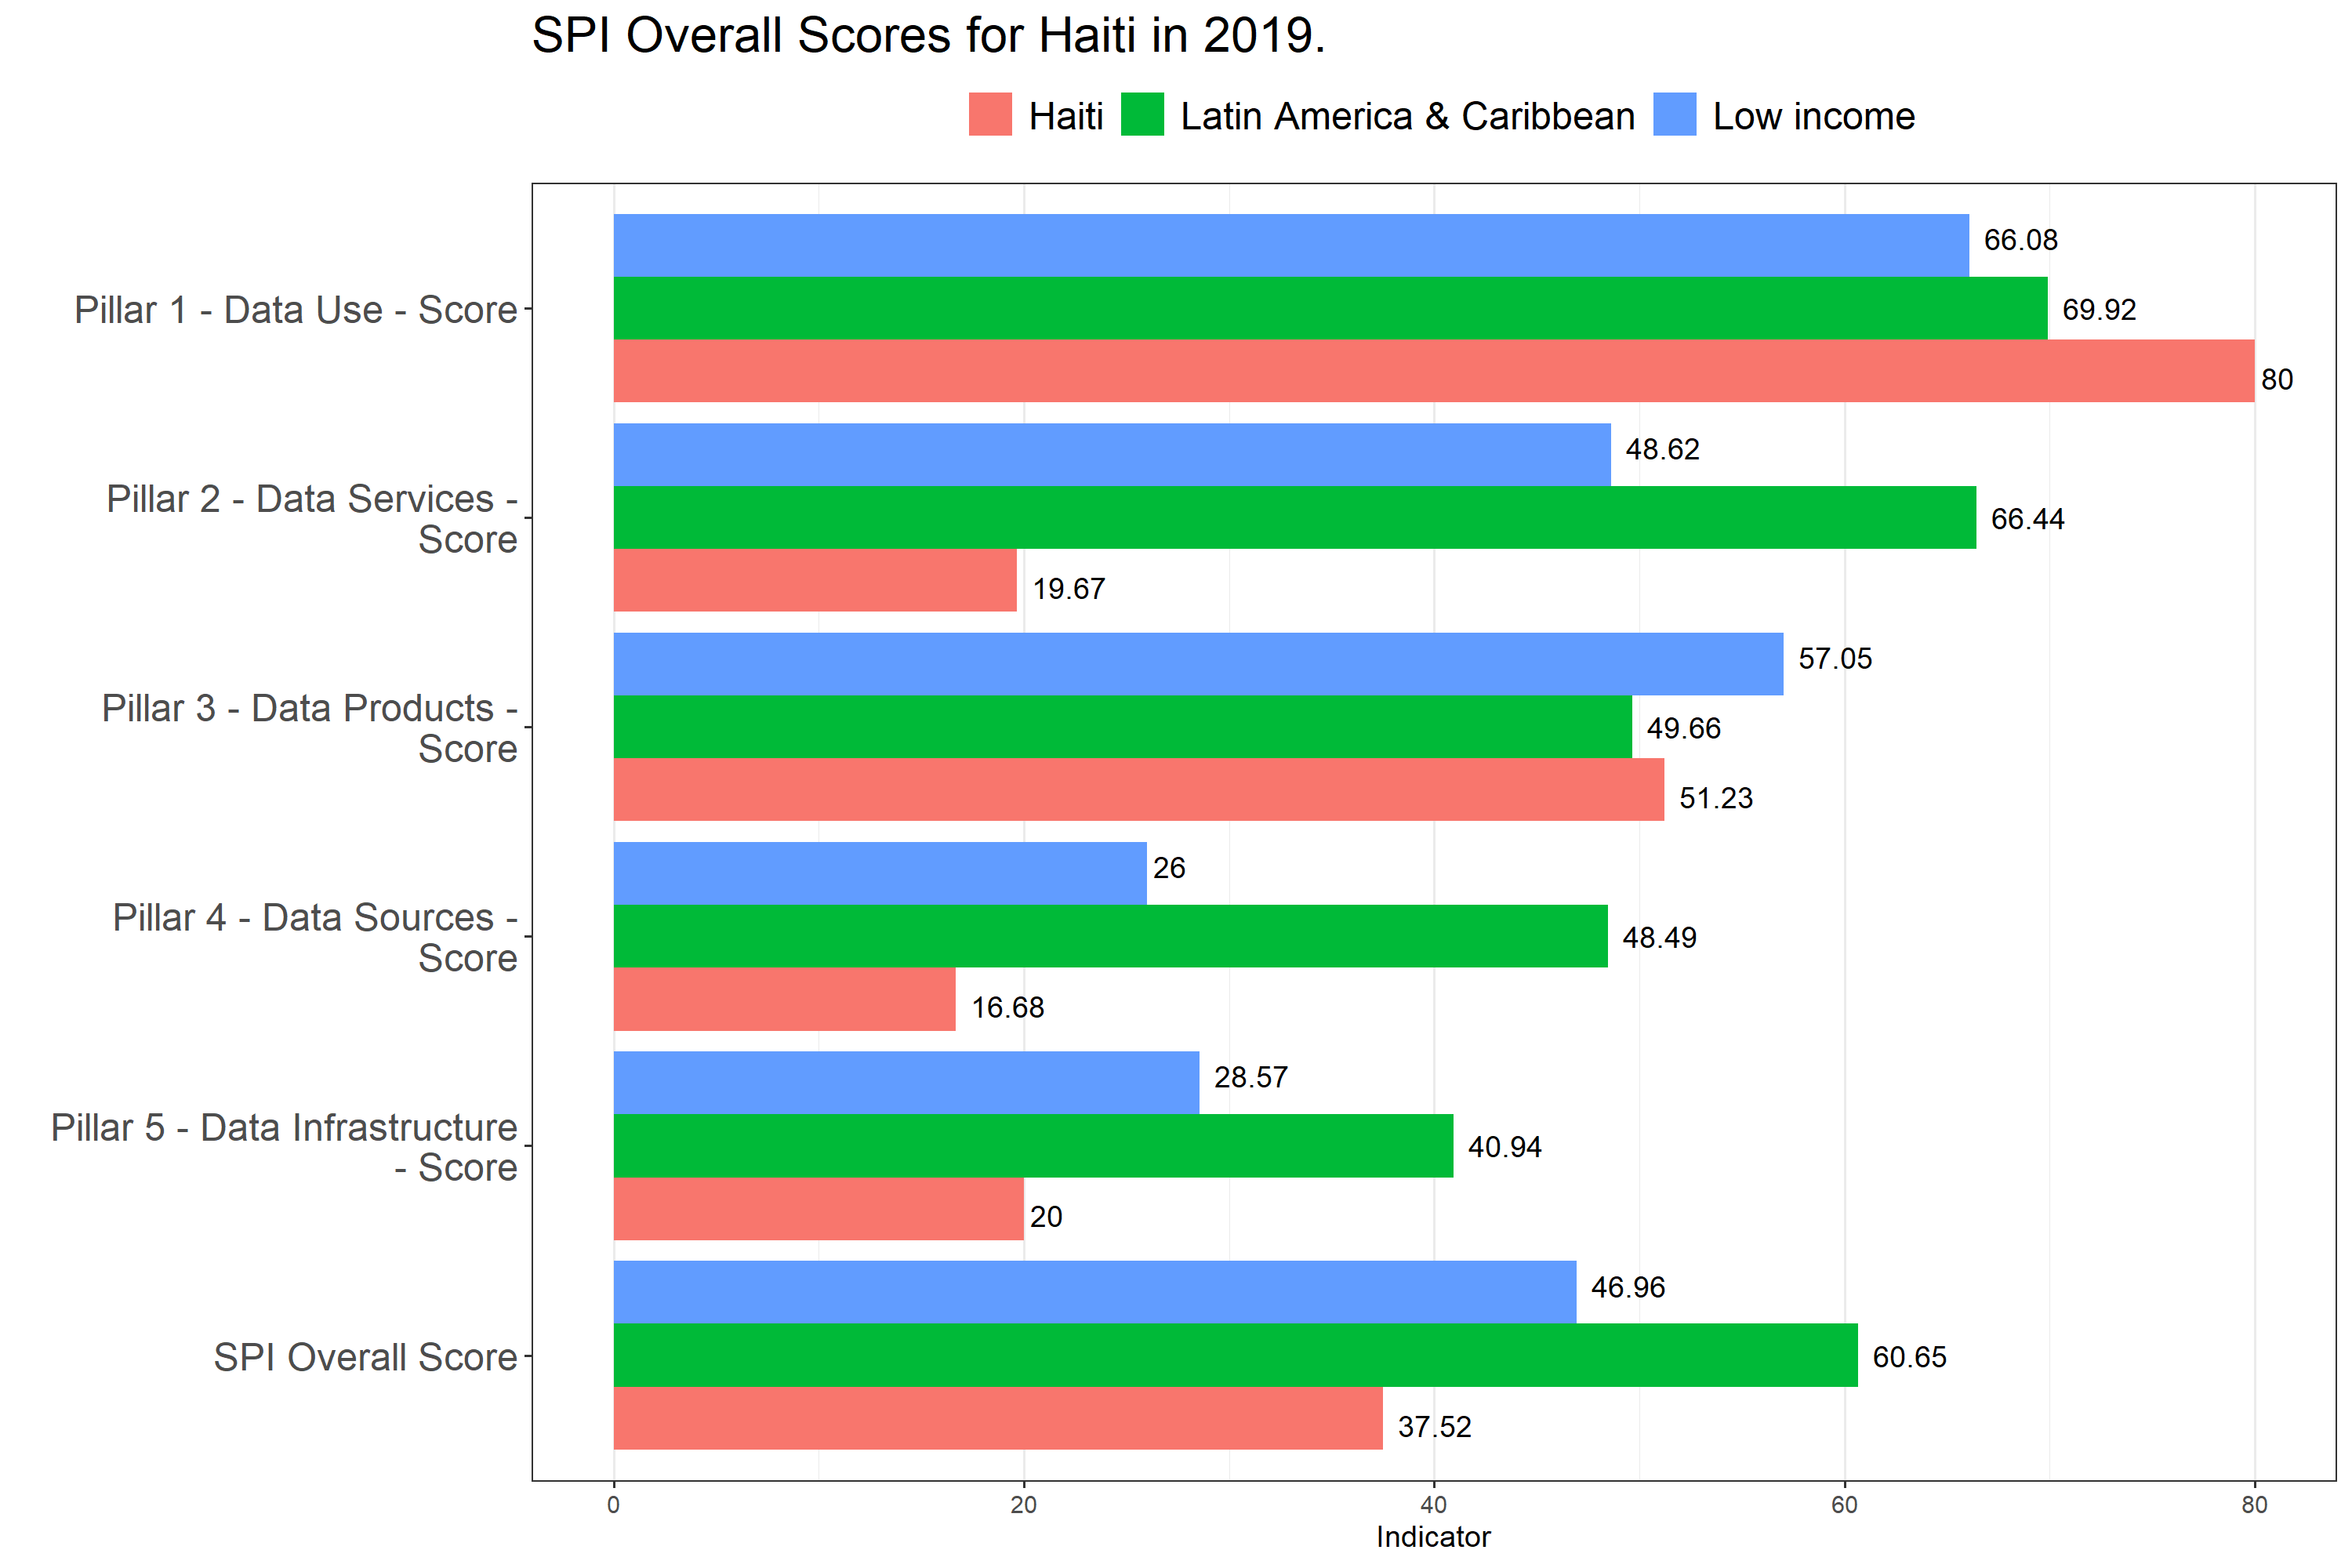 SPI Overall Scores for Haiti in 2019.
Haiti Latin America & Caribbean Low income
Pillar 1 - Data Use - Score
66.08
69.92
80
Pillar 2 - Data Services -
Score
48.62
66.44
19.67
Pillar 3 - Data Products -
Score
57.05
49.66
51.23
Pillar 4 - Data Sources -
Score
26
48.49
16.68
Pillar 5 - Data Infrastructure
- Score
28.57
40.94
20
SPI Overall Score
46.96
60.65
37.52
0 20 40 60 80
Indicator